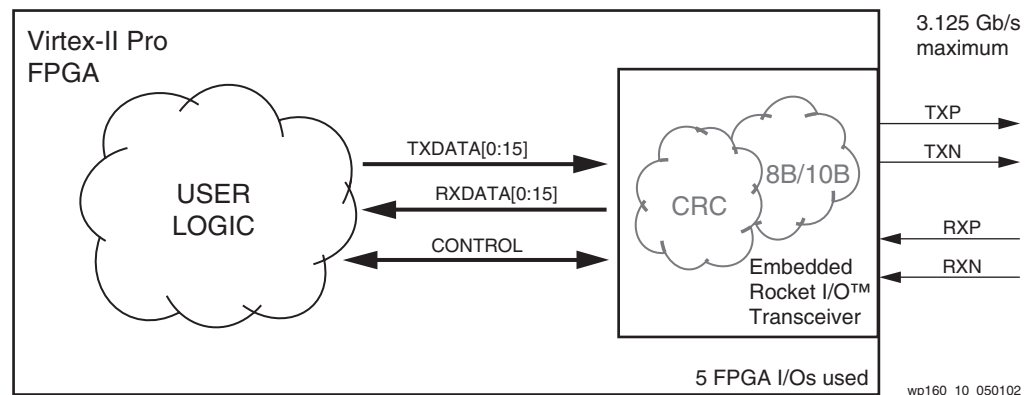 Virtex-II Pro
FPGA
3.125 Gb/s
maximum
USER
LOGIC
TXDATA[0:15]
RXDATA[0:15]
CONTROL
CRC
8B/10B
Embedded
Rocket I/O™
Transceiver
TXP
TXN
RXP
RXN
5 FPGA I/Os used
wp160_10_050102